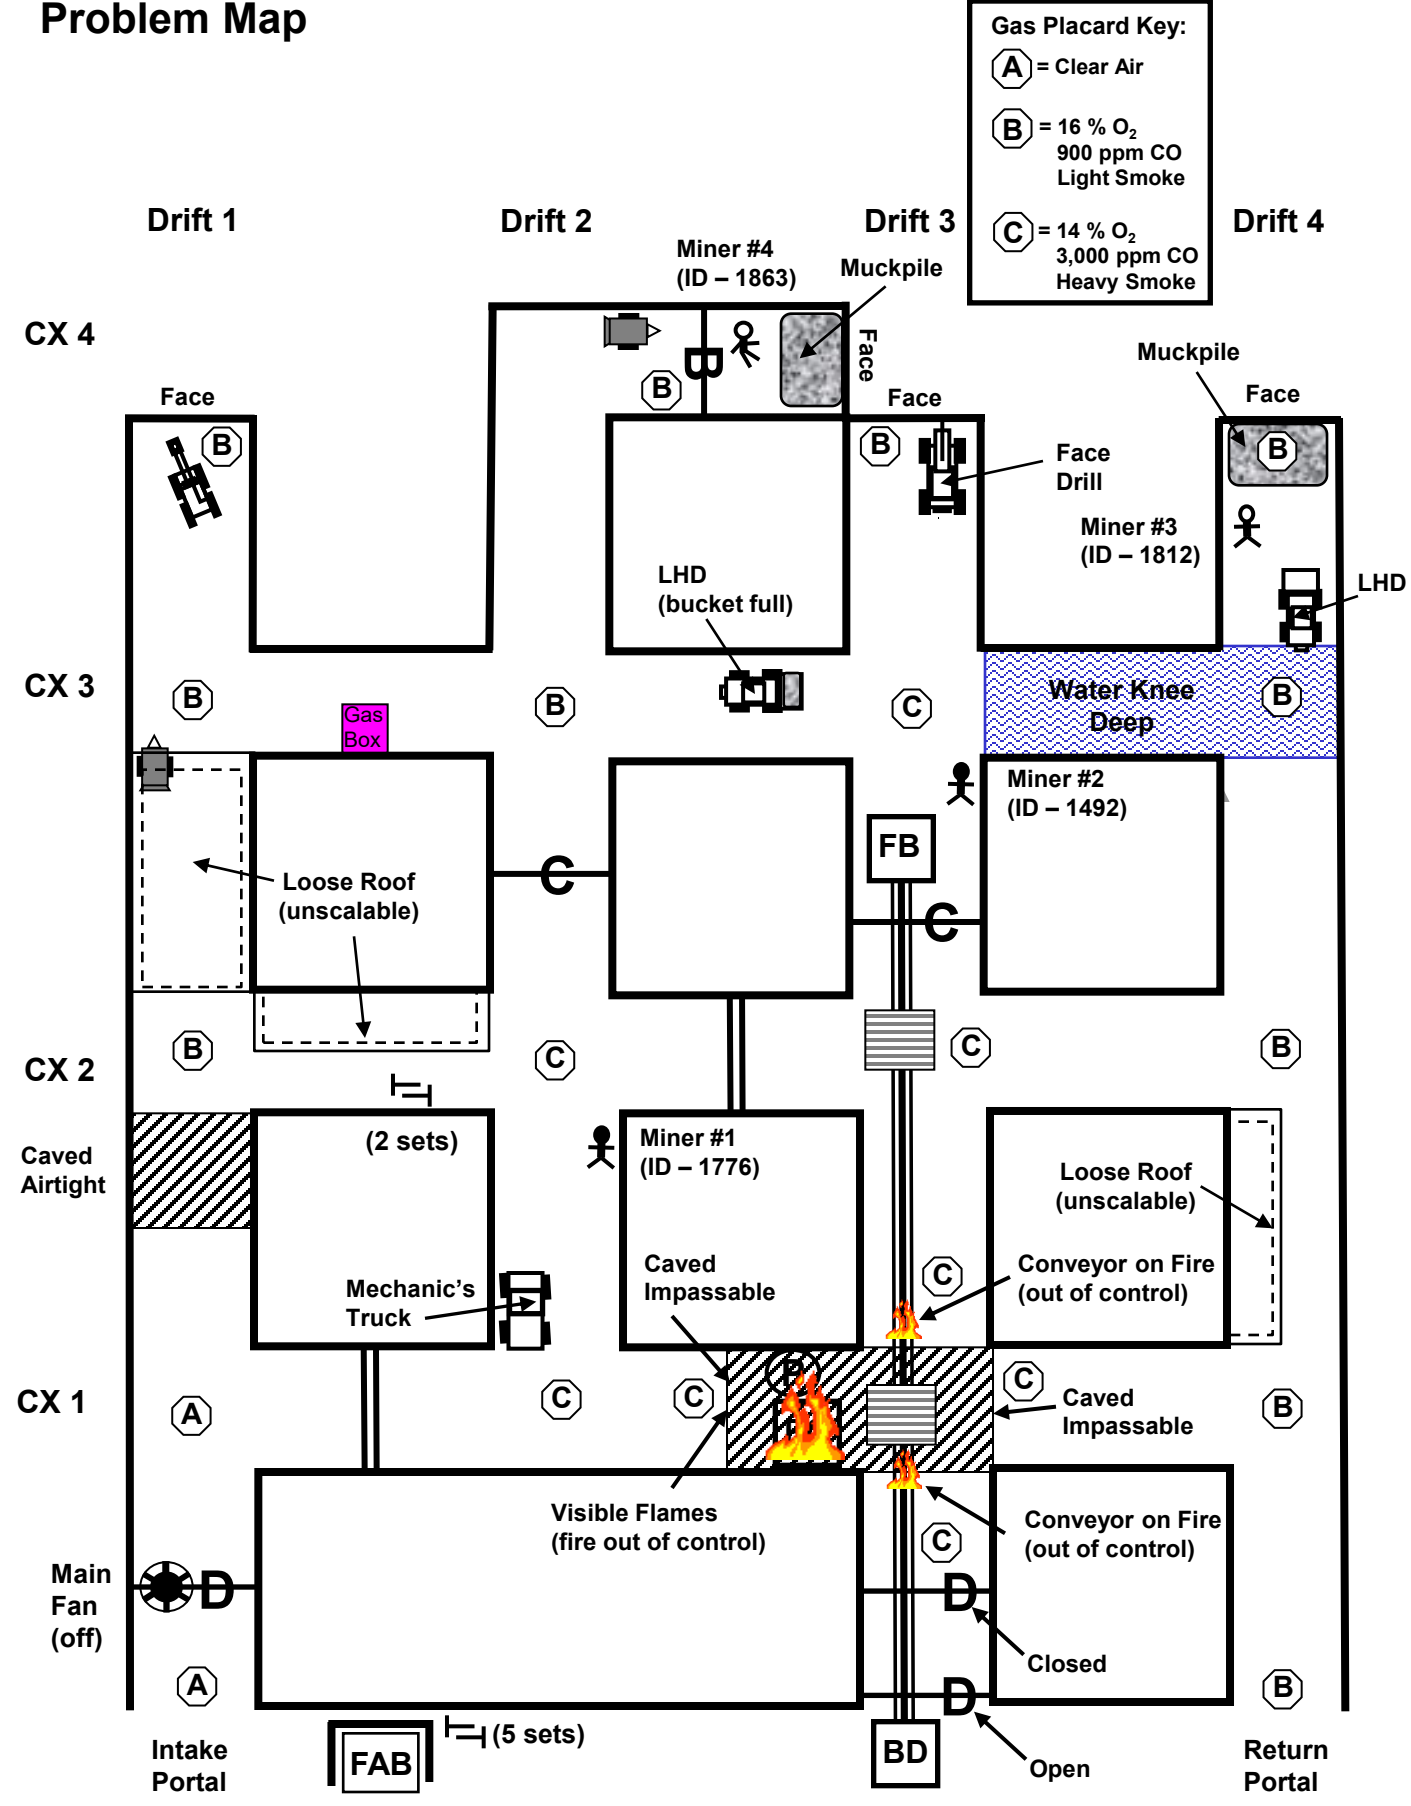 Problem Map
Gas Placard Key:
A = Clear Air
B = 16 % O2
900 ppm CO
Light Smoke
C = 14 % O2
3,000 ppm CO
Heavy Smoke
Drift 1
Drift 2
Drift 3
Drift 4
Miner #4
(ID – 1863)
Muckpile
CX 4
Face
B
B
Muckpile
Face
Face
Face
B
B
B
Face
Drill
Miner #3
(ID – 1812)
LHD
(bucket full)
LHD
CX 3
B
Gas
Box
B
C
Water Knee
Deep
B
Miner #2
(ID – 1492)
FB
C
C
Loose Roof
(unscalable)
CX 2
B
C
C
B
(2 sets)
Caved
Airtight
Miner #1
(ID – 1776)
Loose Roof
(unscalable)
Caved
Impassable
C
Conveyor on Fire
(out of control)
Mechanic's
Truck
P
CX 1
A
C
C
C
Caved
Impassable
B
Visible Flames
(fire out of control)
C
Conveyor on Fire
(out of control)
Main
Fan
(off)
D
D
Closed
A
D
B
(5 sets)
Intake
Portal
FAB
BD
Open
Return
Portal